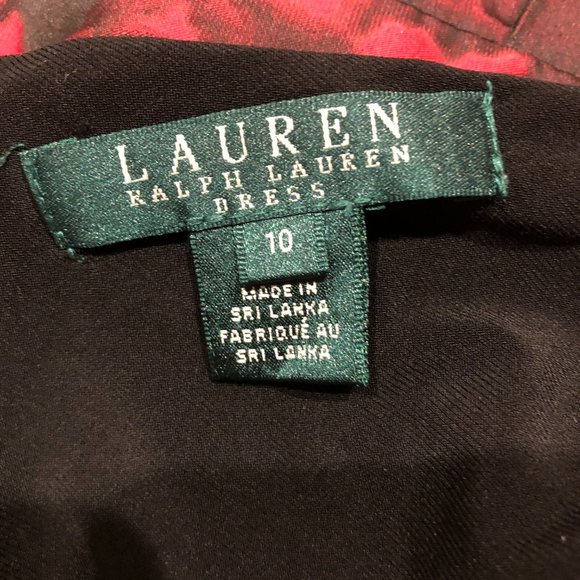 LAUREN
RALPH LAUREN
DRESS
10
MADE IN
SRI LANKA
FABRIQUÉ AU
SRI LANKA